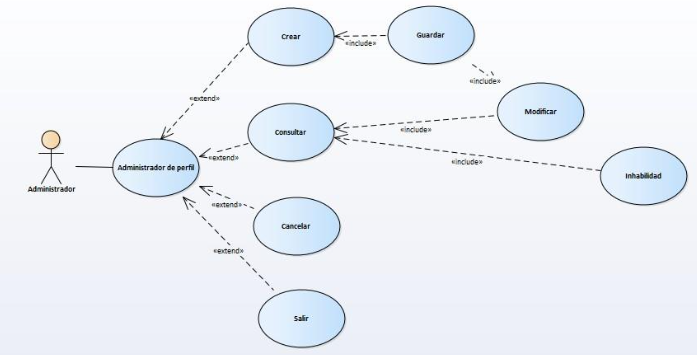 Crear
«include»
Guardar
«include»
«extend»
Modificar
«include»
Consultar
«extend»
«include»
Administrador de perfil
Inhabilidad
Administrador
«extend»
Cancelar
«extend»
Salir